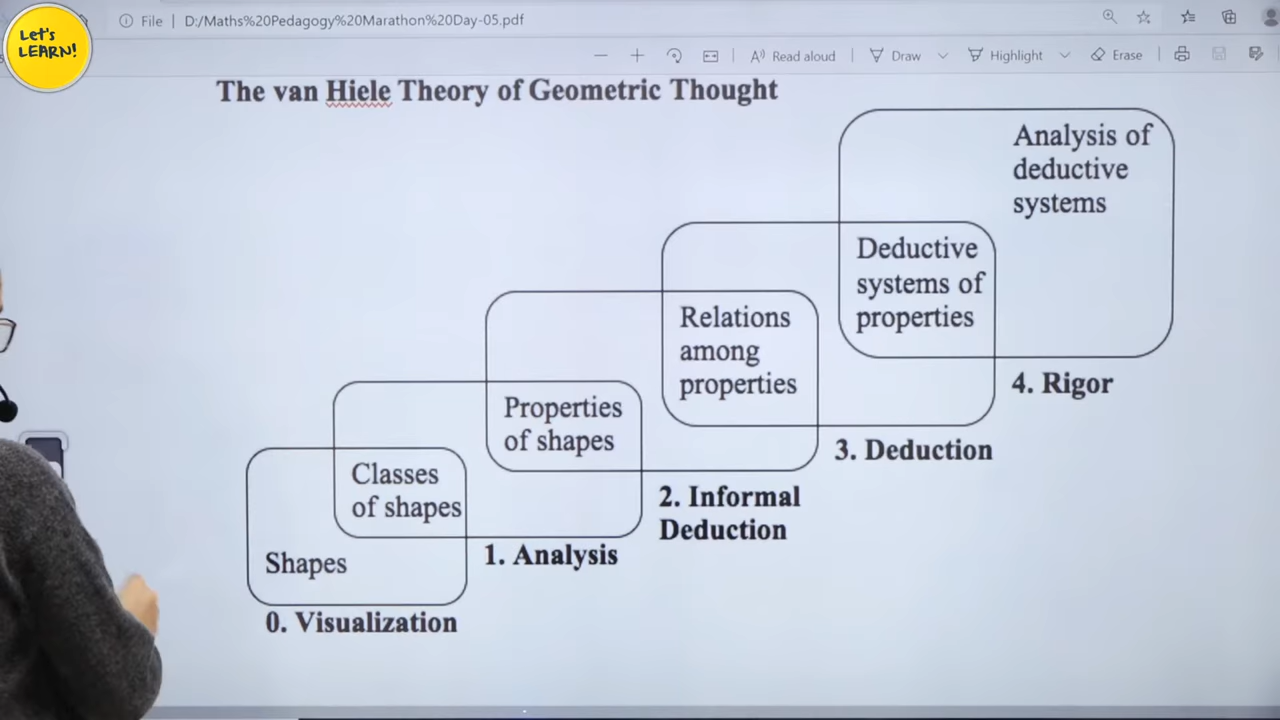 Let's
LEARN!
File | D:/Maths%20Pedagogy%20Marathon%20Day-05.pdf
Read aloud
Draw
Highlight
Erase
The van Hiele Theory of Geometric Thought
Analysis of
deductive
systems
Deductive
systems of
properties
4. Rigor
Relations
among
properties
3. Deduction
Properties
of shapes
2. Informal
Deduction
Classes
of shapes
1. Analysis
Shapes
0. Visualization